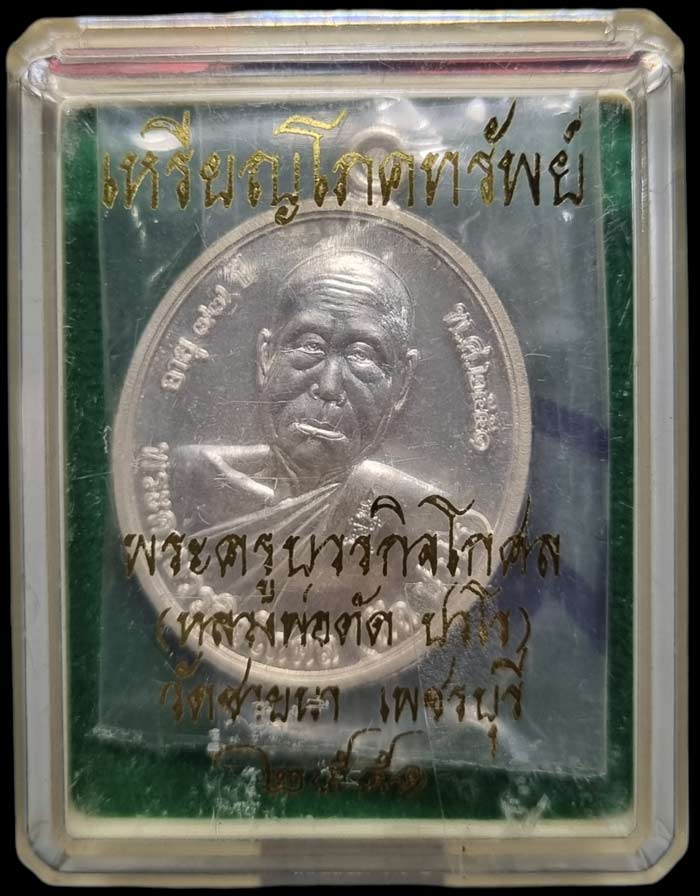 เหรียญโภคทรัพย์
อายุ ๗๗ ปี
พ.ศ.๒๕๕๑
พระครูบวรกิจโกศล
(หลวงพ่อตัด ปวโร)
วัดชายนา เพชรบุรี
๒๕๕๑